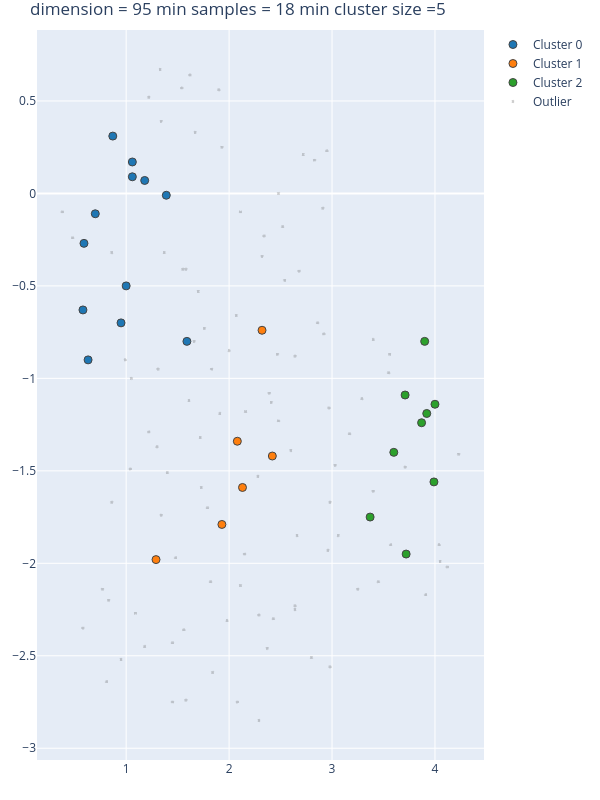 dimension = 95 min samples = 18 min cluster size =5
Cluster 0
Cluster 1
Cluster 2
Outlier
0.5
0
−0.5
−1
−1.5
−2
−2.5
−3
1
2
3
4